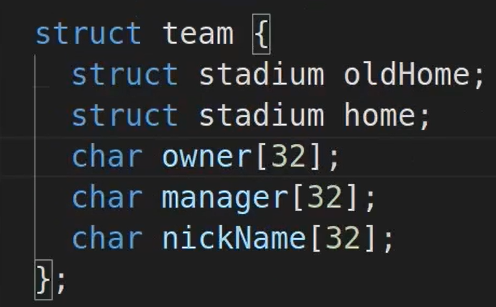 struct team {
  struct stadium oldHome;
  struct stadium home;
  char owner[32];
  char manager[32];
  char nickName[32];
};